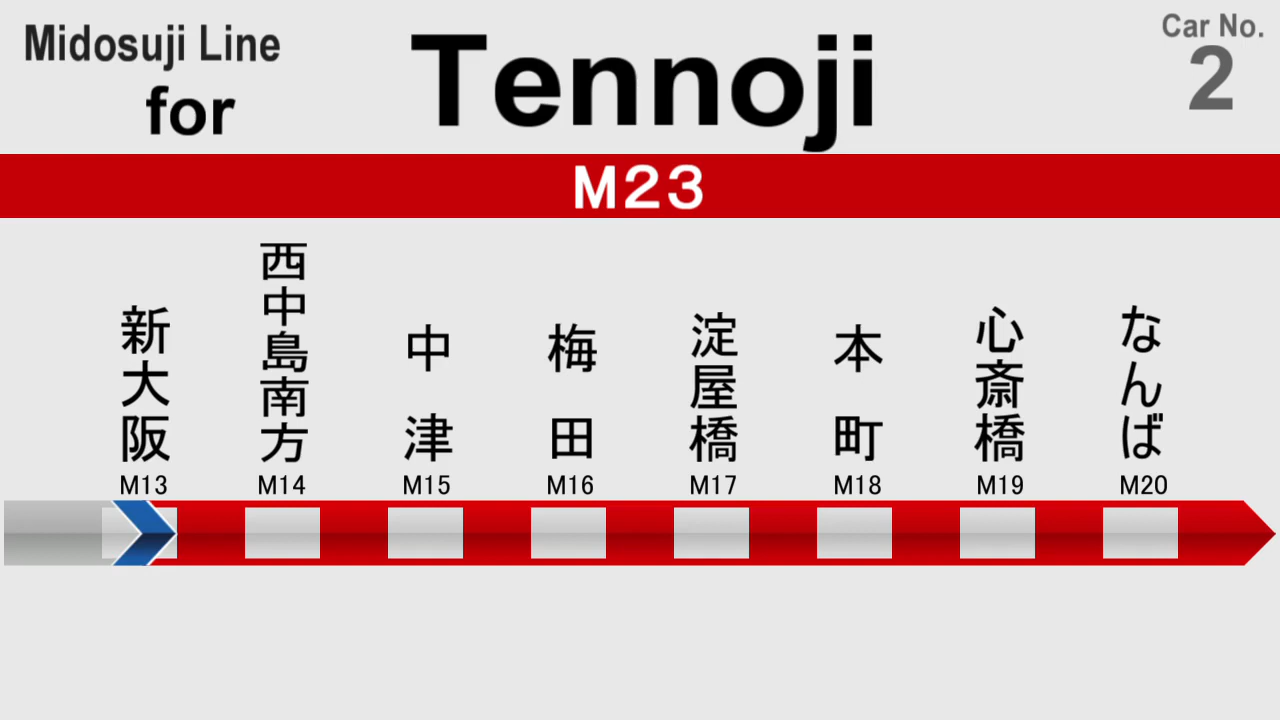 Midosuji Line
for
Tennoji
Car No.
2
M23
新大阪
M13
西中島南方
M14
中津
M15
梅田
M16
淀屋橋
M17
本町
M18
心斎橋
M19
なんば
M20